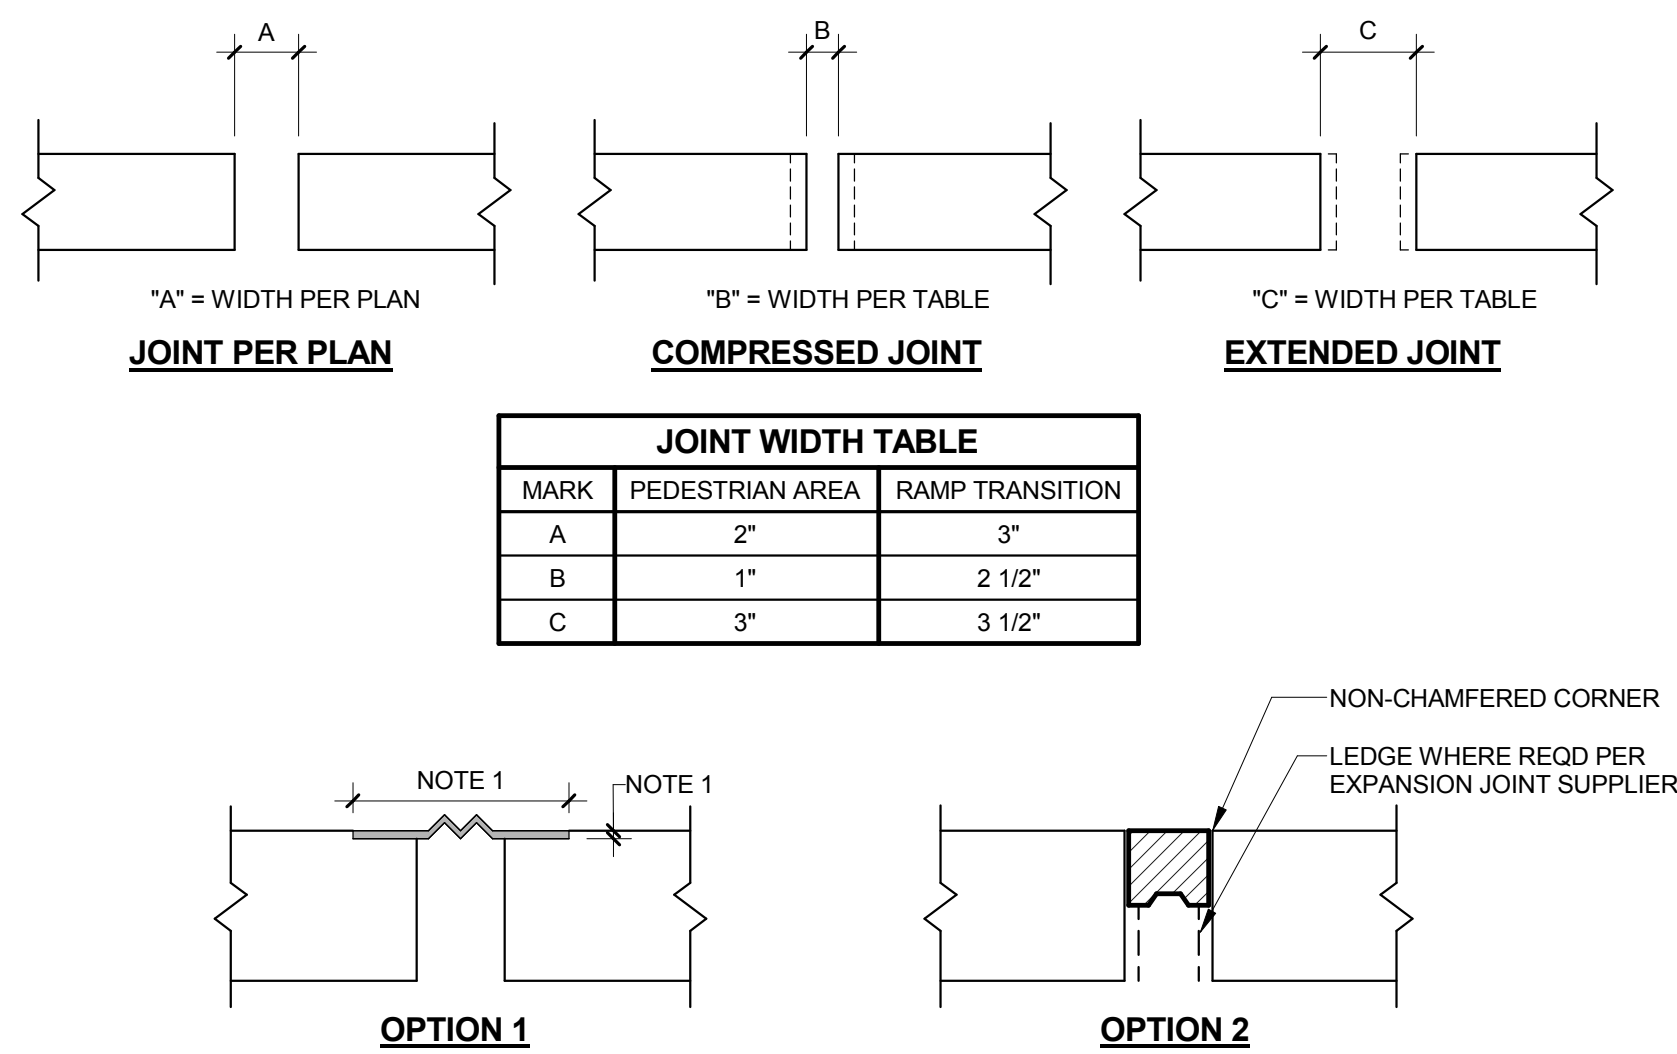 A
B
C
"A" = WIDTH PER PLAN
"B" = WIDTH PER TABLE
"C" = WIDTH PER TABLE
JOINT PER PLAN
COMPRESSED JOINT
EXTENDED JOINT
JOINT WIDTH TABLE
MARK PEDESTRIAN AREA RAMP TRANSITION
A 2" 3"
B 1" 2 1/2"
C 3" 3 1/2"
NOTE 1
NOTE 1
NON-CHAMFERED CORNER
LEDGE WHERE REQD PER
EXPANSION JOINT SUPPLIER
OPTION 1
OPTION 2